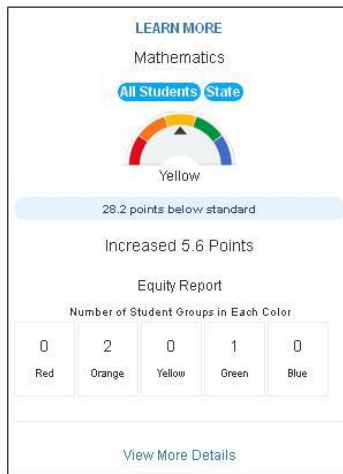 LEARN MORE
Mathematics
All Students State
Yellow
28.2 points below standard
Increased 5.6 Points
Equity Report
Number of Student Groups in Each Color
0 2 0 1 0
Red Orange Yellow Green Blue
View More Details